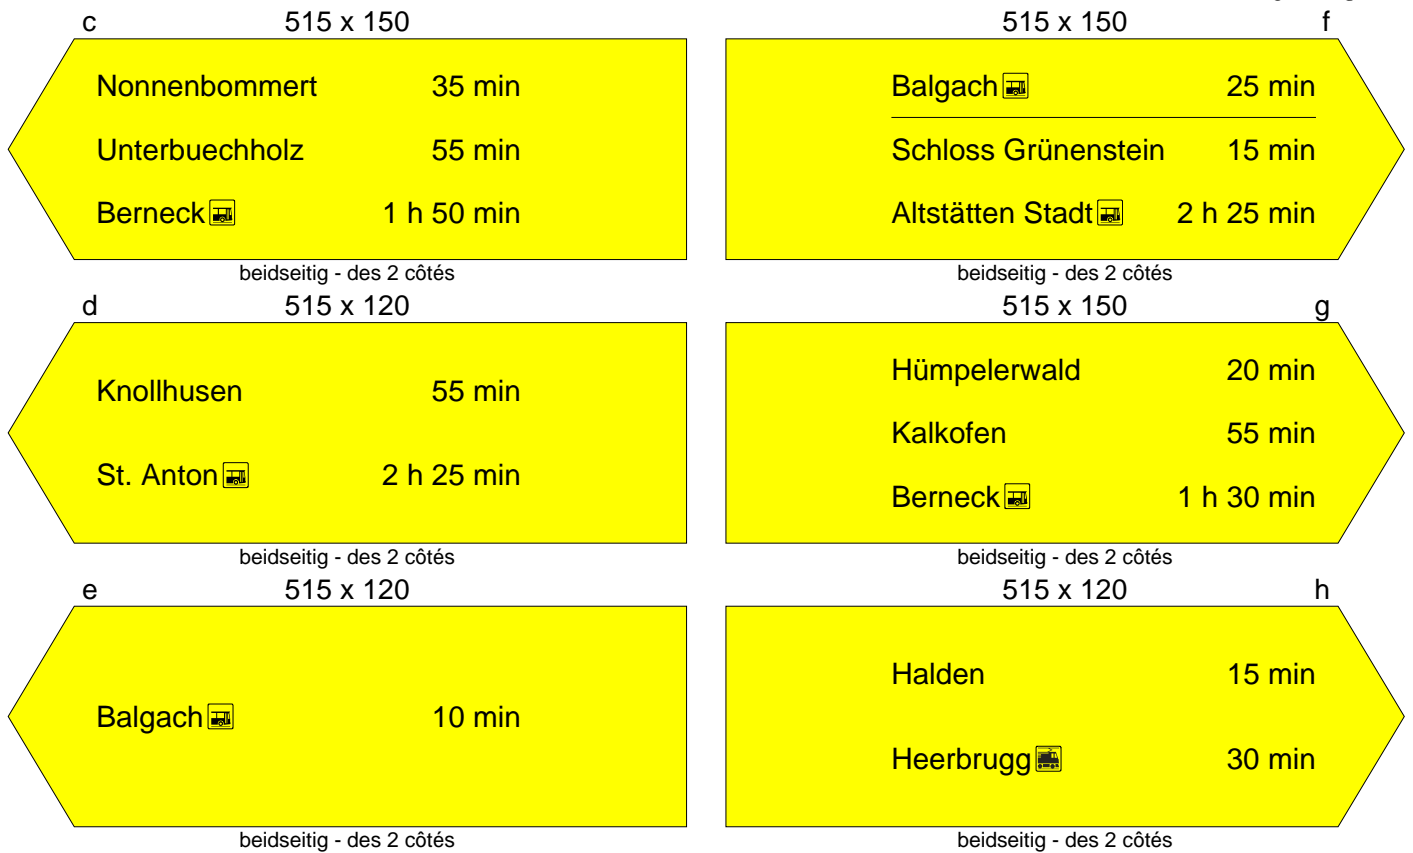 c 515 x 150
Nonnenbommert 35 min
Unterbuechholz 55 min
Berneck 1 h 50 min
beidseitig - des 2 côtés
515 x 150 f
Balgach 25 min
Schloss Grünenstein 15 min
Altstätten Stadt 2 h 25 min
beidseitig - des 2 côtés
d 515 x 120
Knollhusen 55 min
St. Anton 2 h 25 min
beidseitig - des 2 côtés
515 x 150 g
Hümpelerwald 20 min
Kalkofen 55 min
Berneck 1 h 30 min
beidseitig - des 2 côtés
e 515 x 120
Balgach 10 min
beidseitig - des 2 côtés
515 x 120 h
Halden 15 min
Heerbrugg 30 min
beidseitig - des 2 côtés